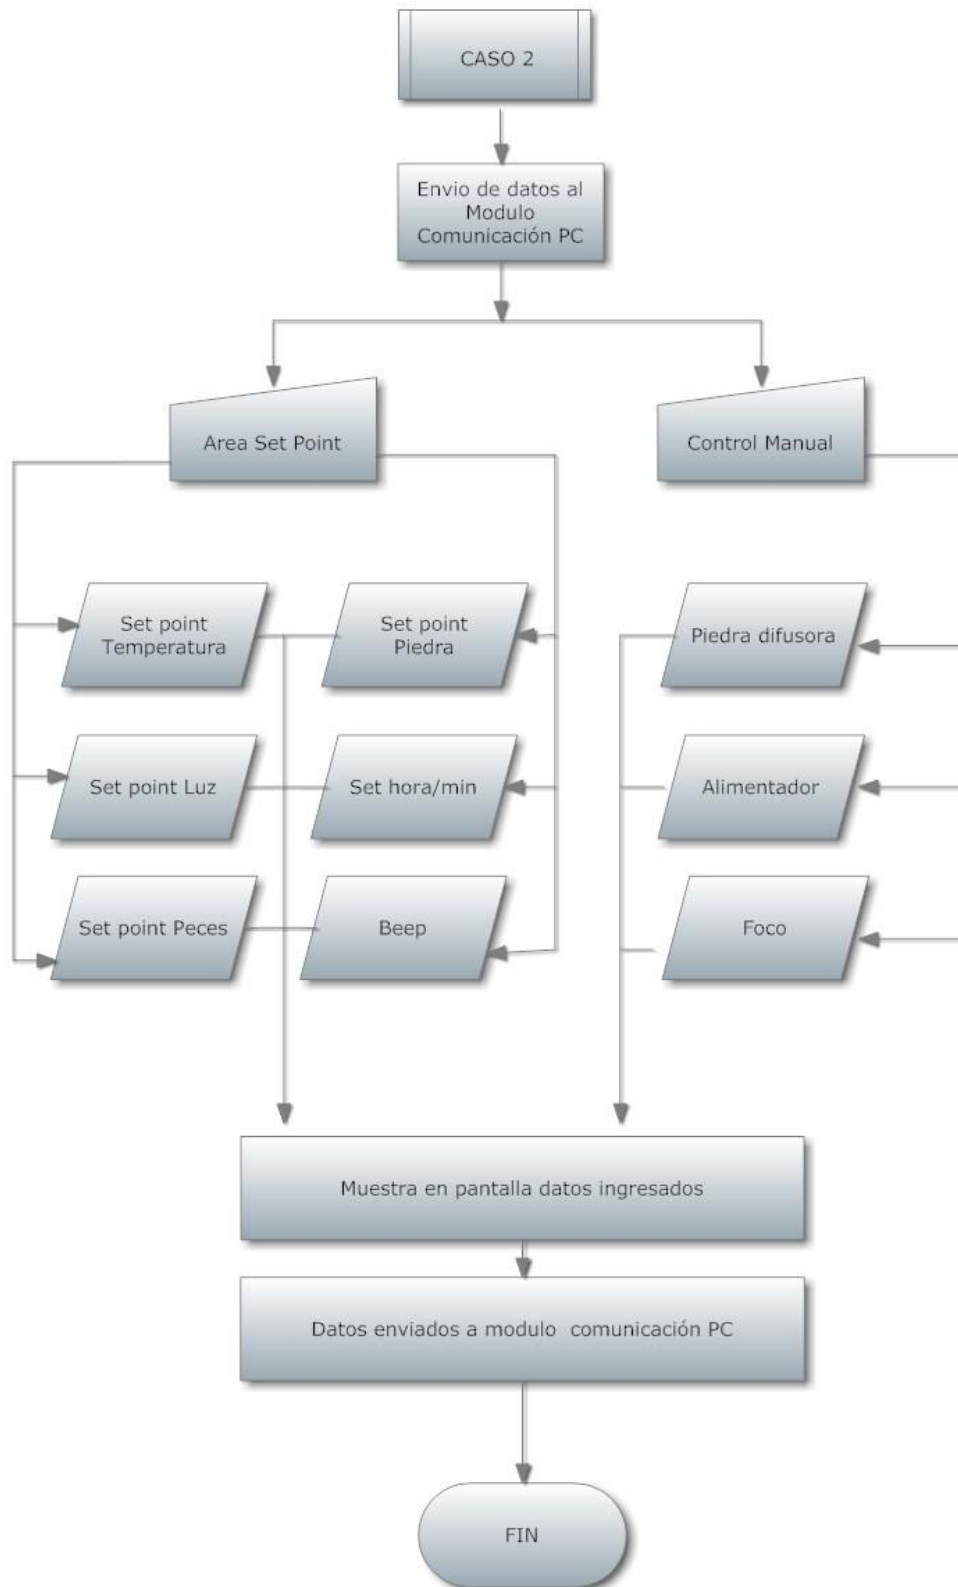 CASO 2
Envio de datos al
Modulo
Comunicación PC
Area Set Point
Control Manual
Set point
Temperatura
Set point
Piedra
Piedra difusora
Set point Luz
Set hora/min
Alimentador
Set point Peces
Beep
Foco
Muestra en pantalla datos ingresados
Datos enviados a modulo  comunicación PC
FIN